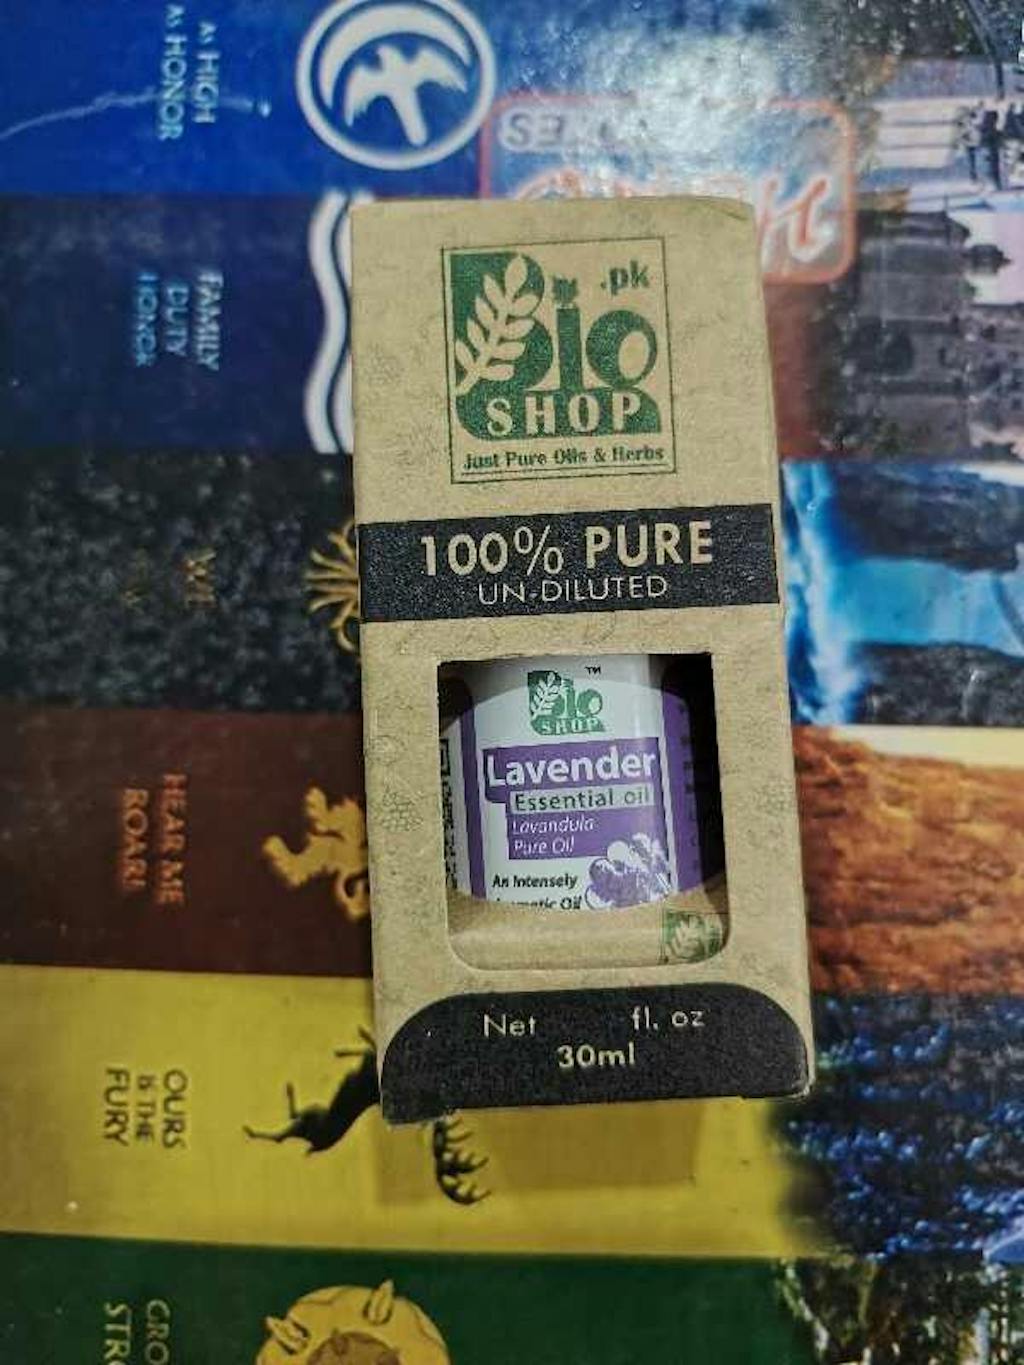 AS HIGH
AS HONOR
FAMILY
DUTY
HONOR
HEAR ME
ROAR!
OURS
IS THE
FURY
.pk
Bio
SHOP
Just Pure Oils & Herbs
100% PURE
UN-DILUTED
TM
Bio
SHOP
Lavender
Essential oil
Lavandula
Pure Oil
An Intensely
Oil
Net fl. oz
30ml